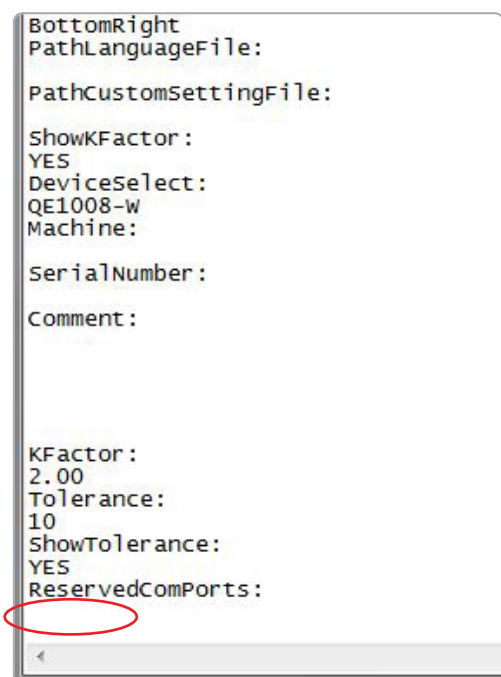 BottomRight
PathLanguageFile:
PathCustomSettingFile:
ShowKFactor:
YES
DeviceSelect:
QE1008-W
Machine:
SerialNumber:
Comment:
KFactor:
2.00
Tolerance:
10
ShowTolerance:
YES
ReservedComPorts: